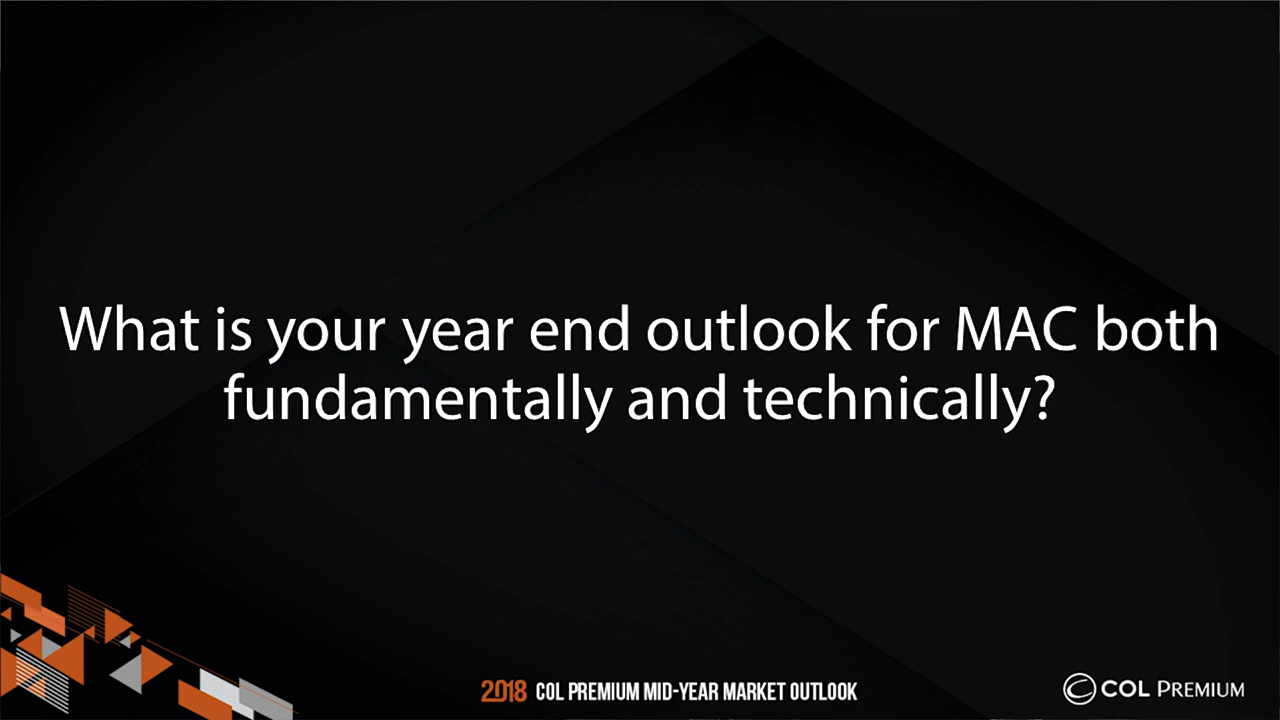 What is your year end outlook for MAC both
fundamentally and technically?
2018 COL PREMIUM MID-YEAR MARKET OUTLOOK
COL PREMIUM